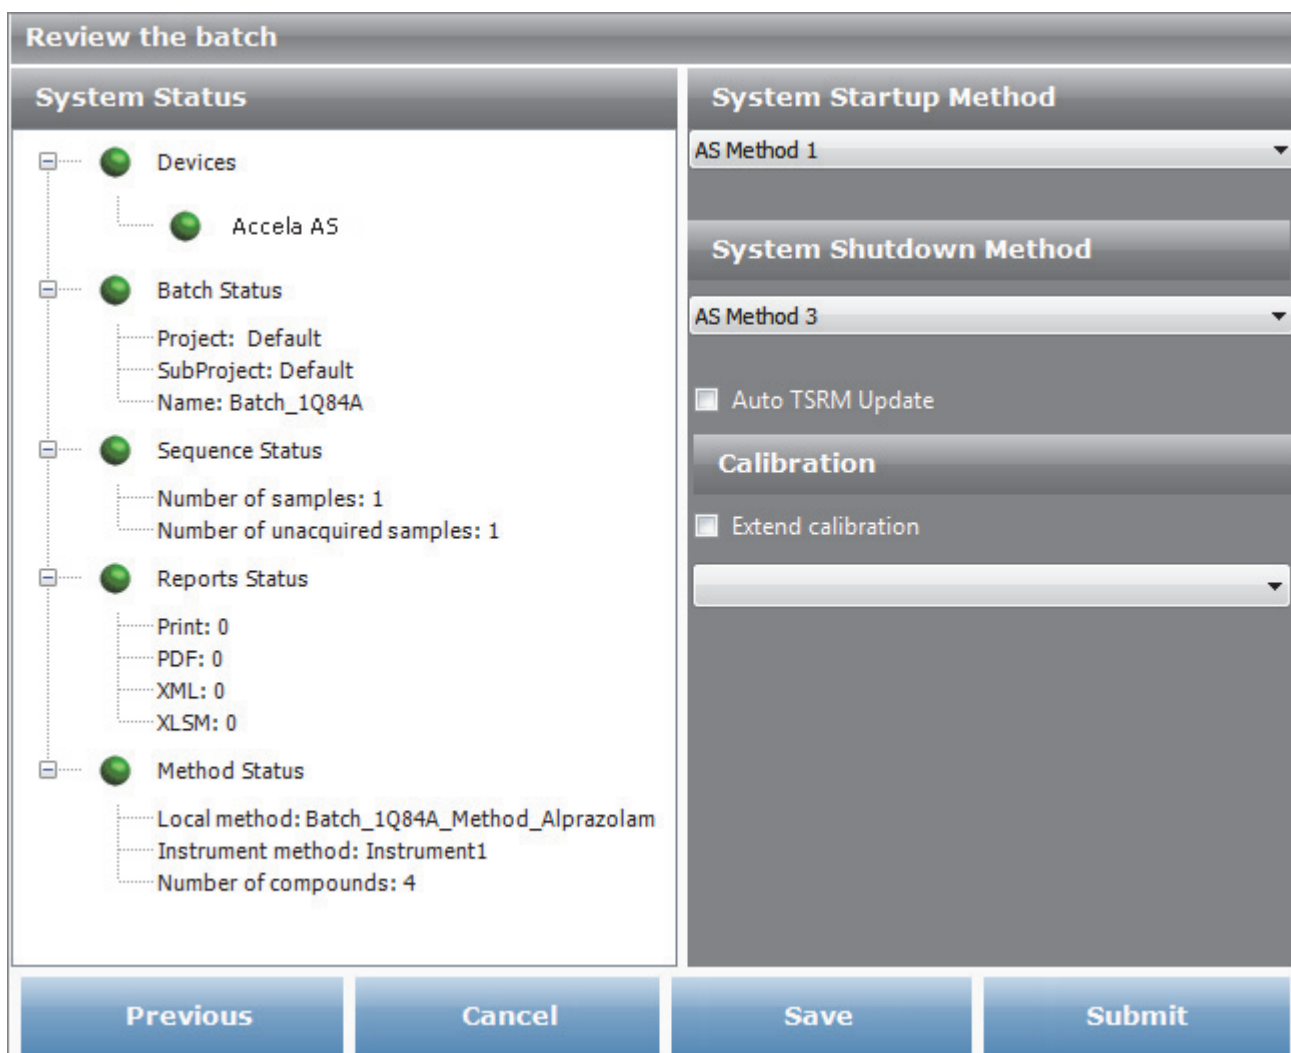 Review the batch
System Status
Devices
Accela AS
Batch Status
Project: Default
SubProject: Default
Name: Batch_1Q84A
Sequence Status
Number of samples: 1
Number of unacquired samples: 1
Reports Status
Print: 0
PDF: 0
XML: 0
XLSM: 0
Method Status
Local method: Batch_1Q84A_Method_Alprazolam
Instrument method: Instrument1
Number of compounds: 4
System Startup Method
AS Method 1
System Shutdown Method
AS Method 3
Auto TSRM Update
Calibration
Extend calibration
Previous
Cancel
Save
Submit